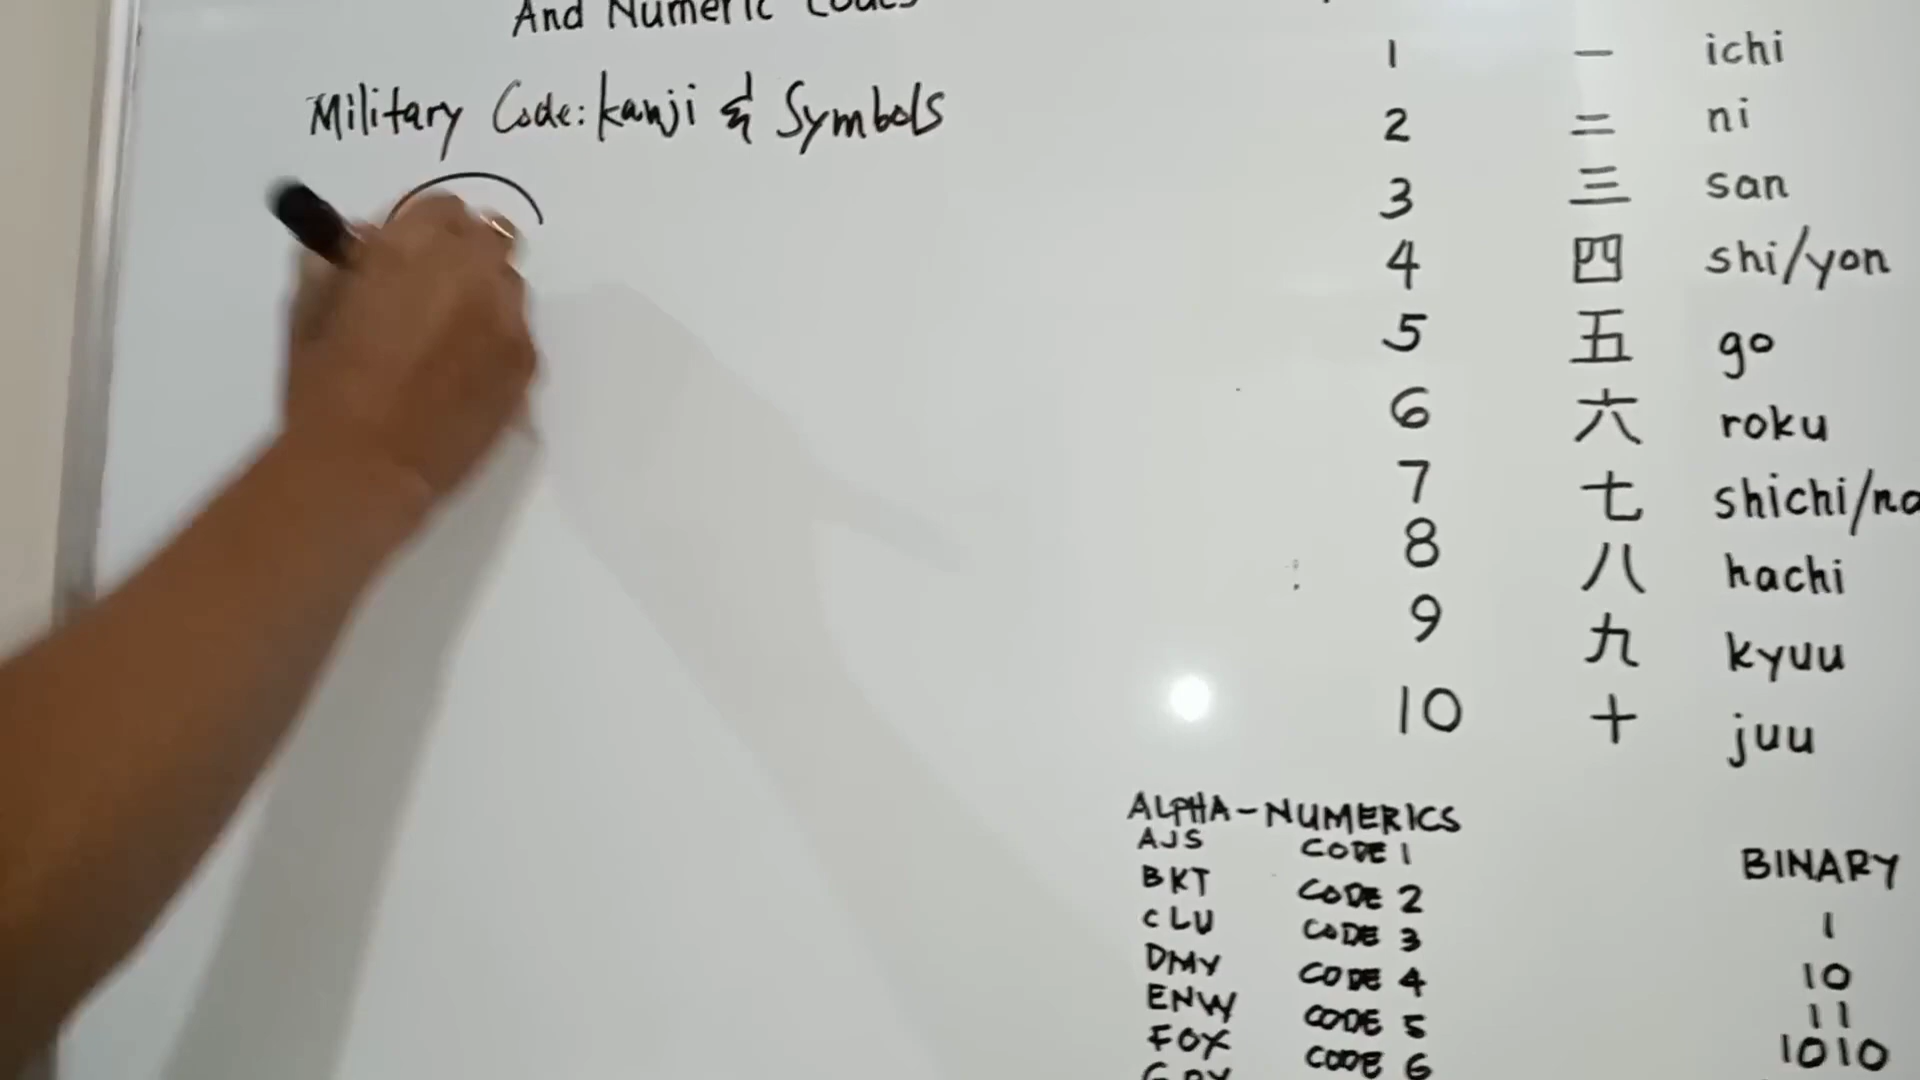 And Numeric Codes
Military Code: kanji & Symbols
1 一 ichi
2 二 ni
3 三 san
4 四 shi/yon
5 五 go
6 六 roku
7 七 shichi/na
8 八 hachi
9 九 kyuu
10 十 juu
ALPHA-NUMERICS
AJS CODE 1
BKT CODE 2
CLU CODE 3
DMV CODE 4
ENW CODE 5
FOX CODE 6
BINARY
1
10
11
1010